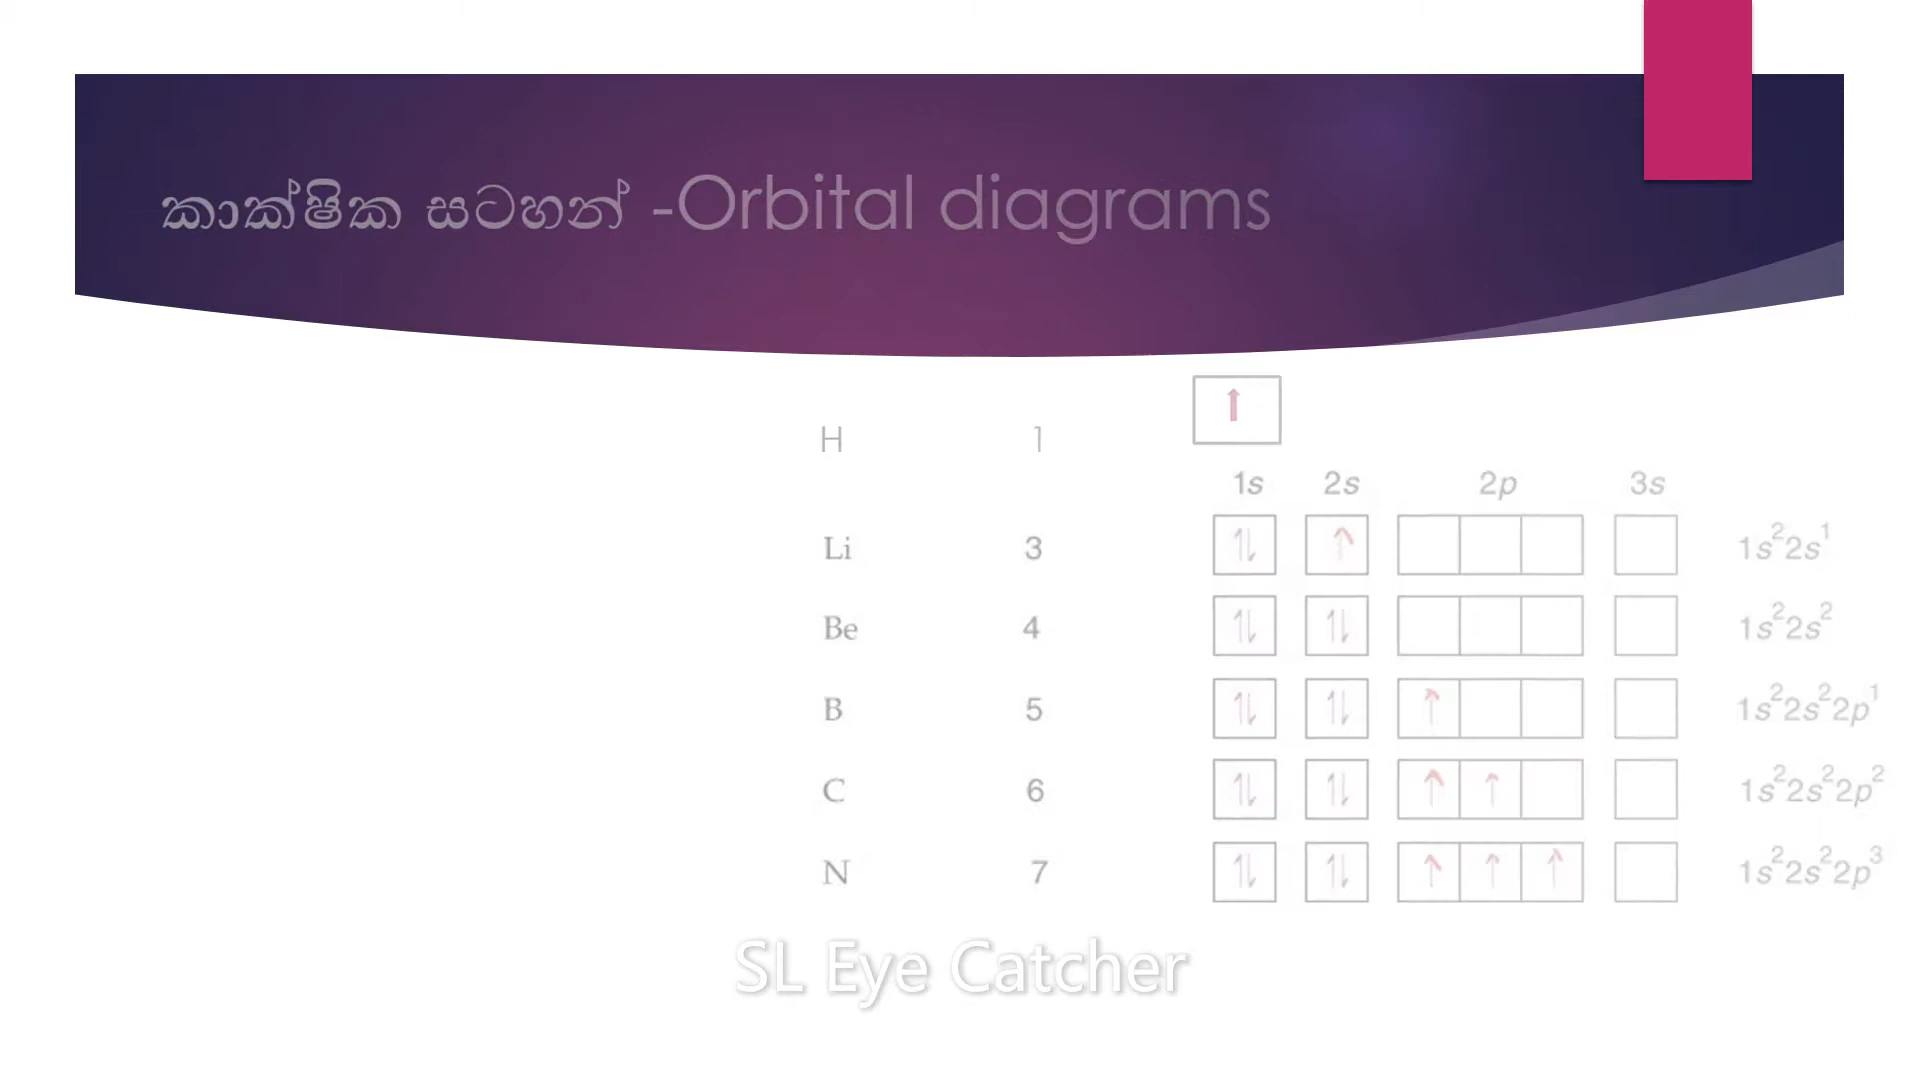 කාක්ෂික සටහන් -Orbital diagrams
H 1 ↑
1s 2s 2p 3s
Li 3 ↿⇂ ↑ 1s²2s¹
Be 4 ↿⇂ ↿⇂ 1s²2s²
B 5 ↿⇂ ↿⇂ ↑ 1s²2s²2p¹
C 6 ↿⇂ ↿⇂ ↑ ↑ 1s²2s²2p²
N 7 ↿⇂ ↿⇂ ↑ ↑ ↑ 1s²2s²2p³
SL Eye Catcher